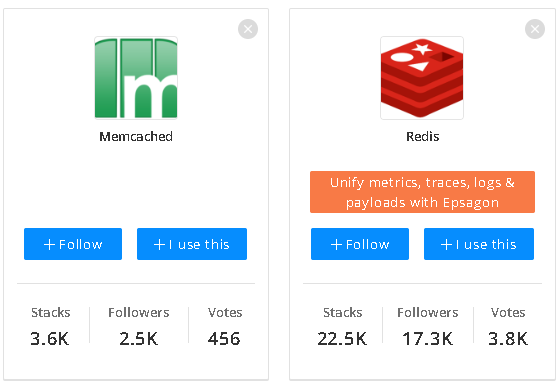 m
Memcached
+ Follow
+ I use this
Stacks
3.6K
Followers
2.5K
Votes
456
Redis
Unify metrics, traces, logs &
payloads with Epsagon
+ Follow
+ I use this
Stacks
22.5K
Followers
17.3K
Votes
3.8K